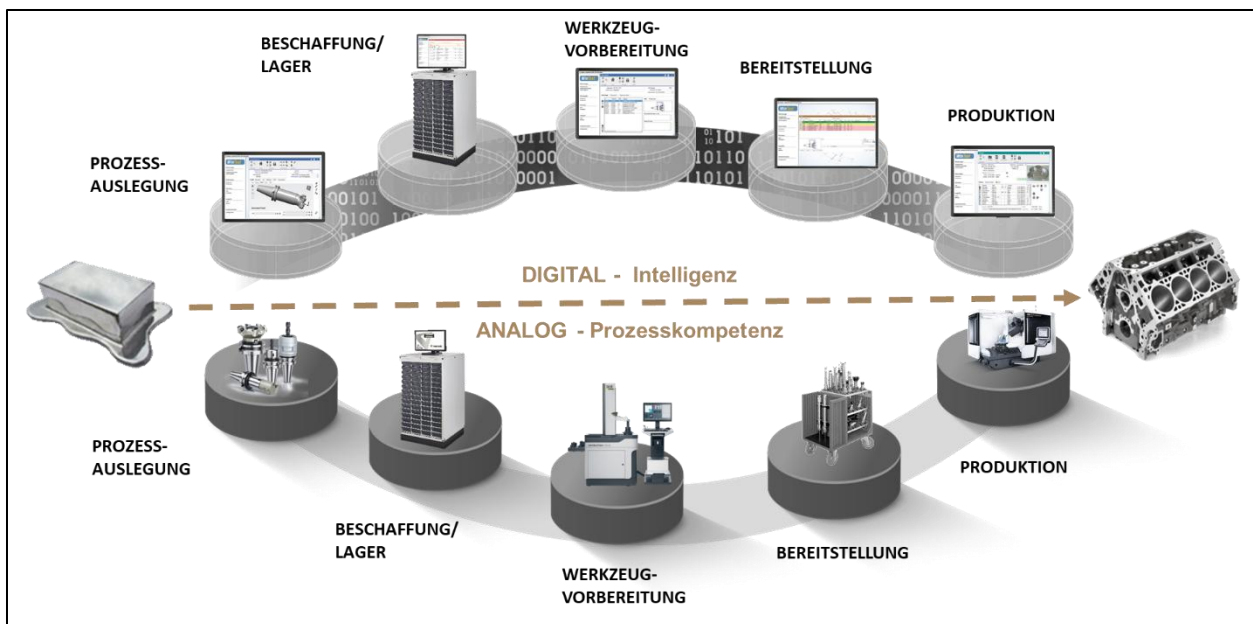 BESCHAFFUNG/
LAGER
WERKZEUG-
VORBEREITUNG
BEREITSTELLUNG
PRODUKTION
PROZESS-
AUSLEGUNG
DIGITAL - Intelligenz
ANALOG - Prozesskompetenz
PROZESS-
AUSLEGUNG
PRODUKTION
BESCHAFFUNG/
LAGER
BEREITSTELLUNG
WERKZEUG-
VORBEREITUNG